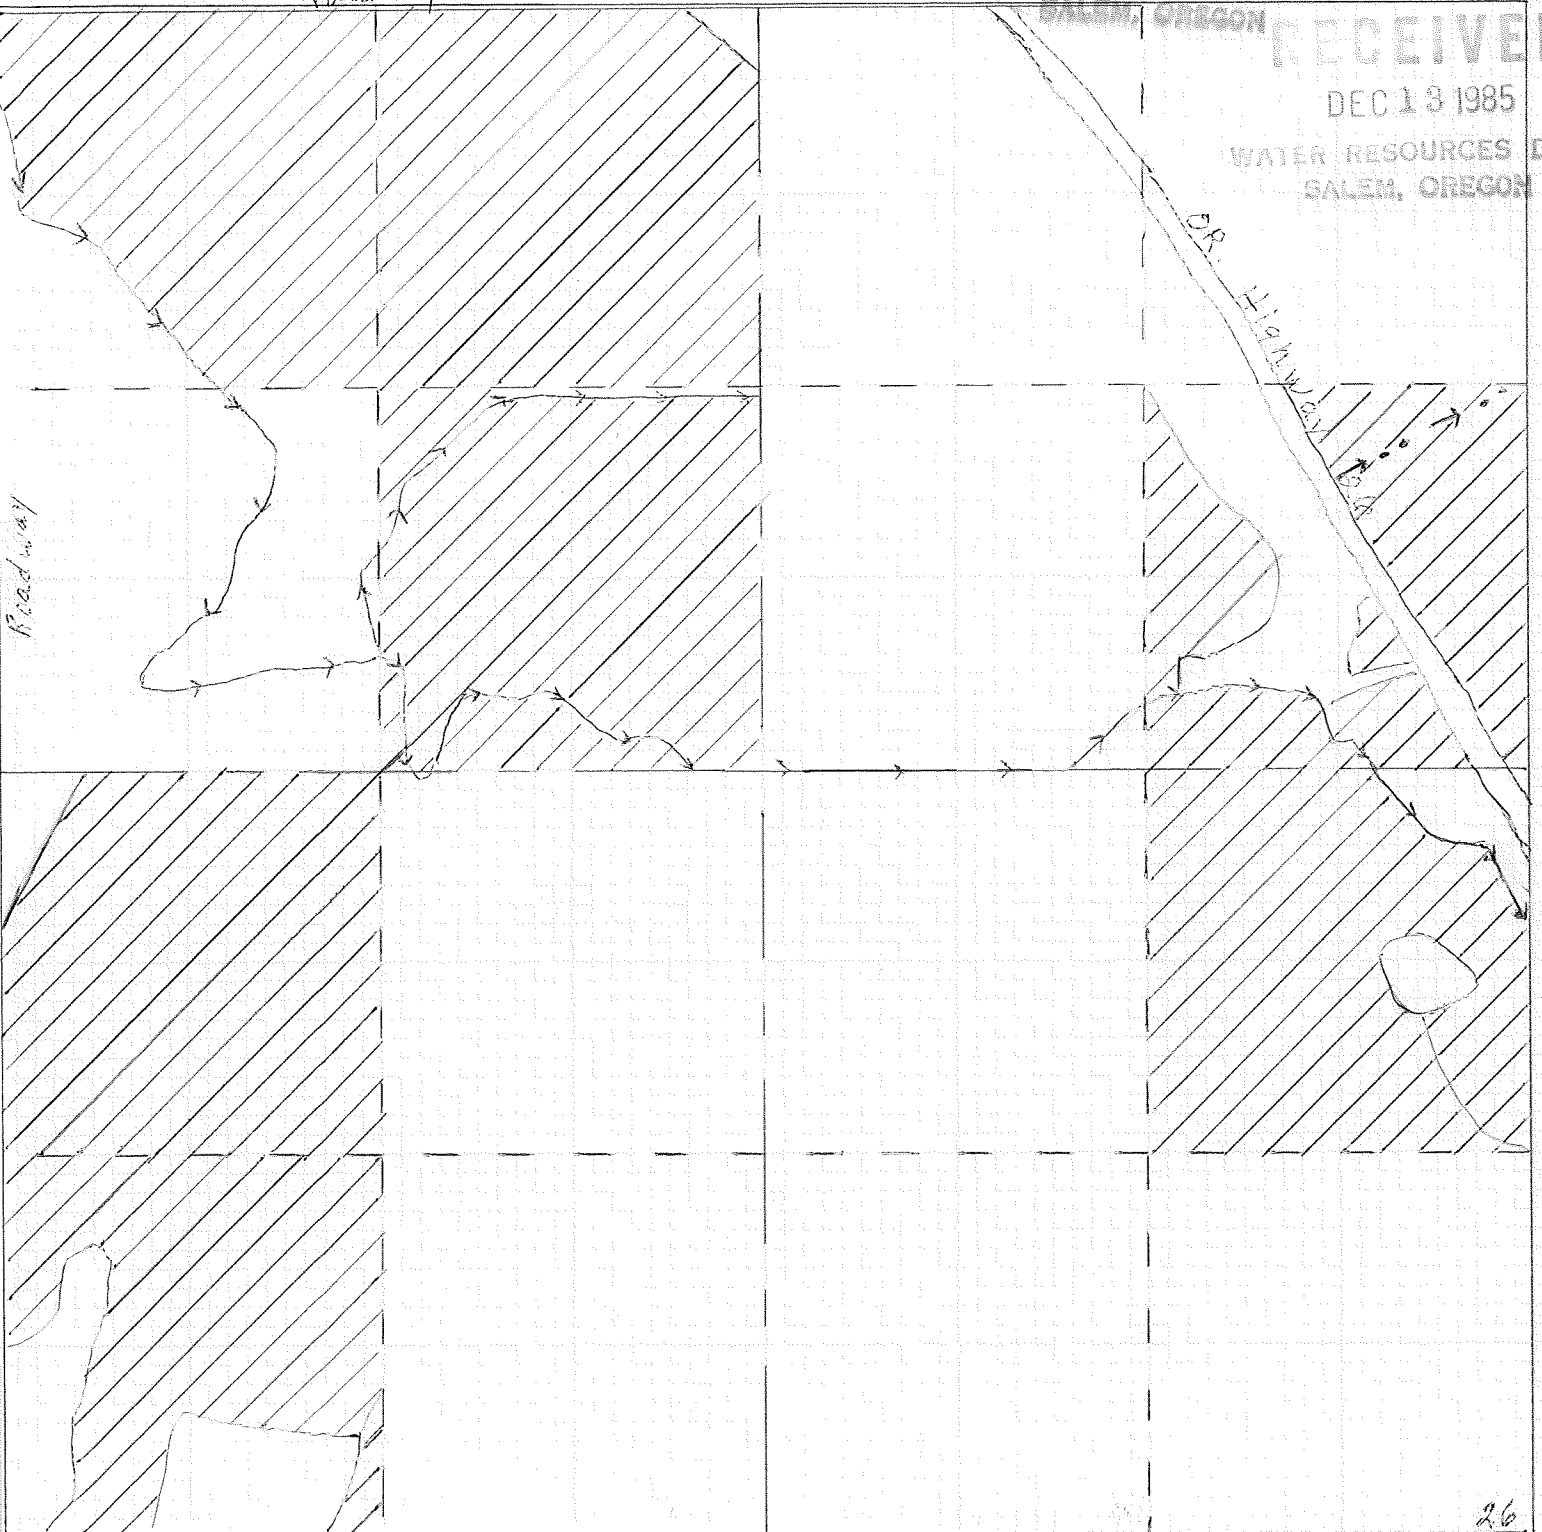 SALEM, OREGON
RECEIVE
DEC 13 1985
WATER RESOURCES D
SALEM, OREGON
OR. Highway
Roadway
26